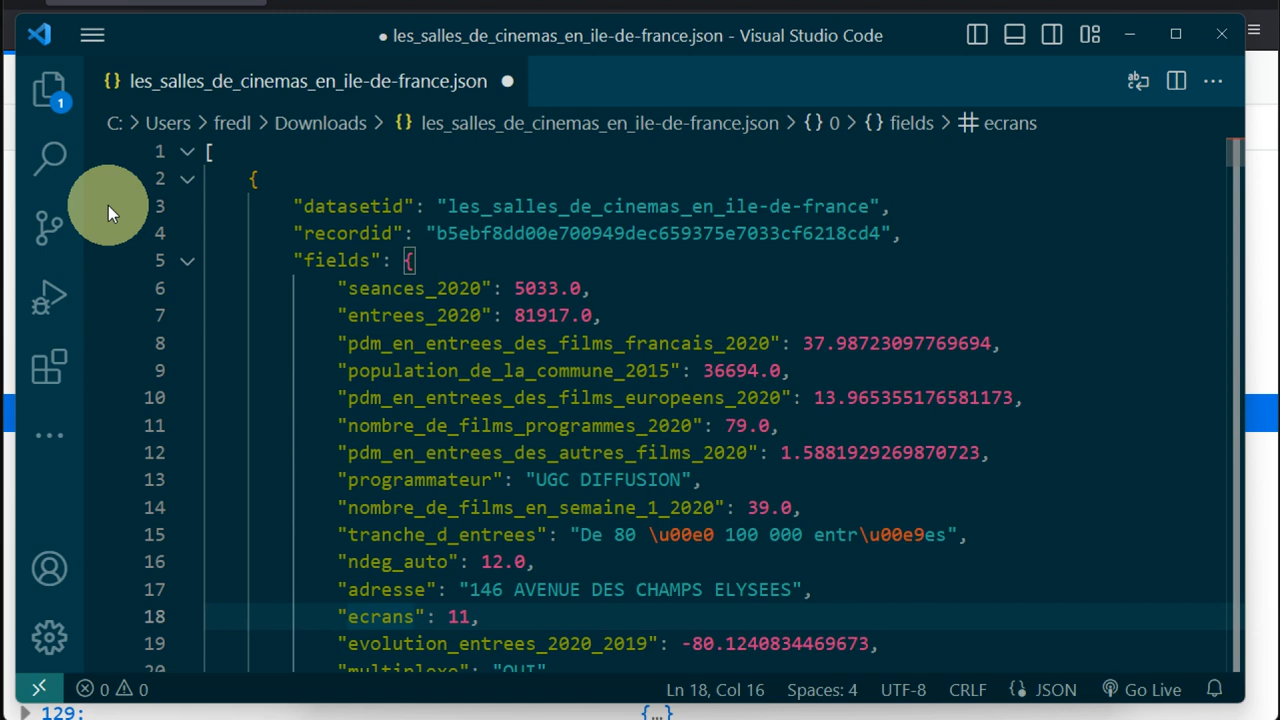 ● les_salles_de_cinemas_en_ile-de-france.json - Visual Studio Code
{} les_salles_de_cinemas_en_ile-de-france.json ●
C: > Users > fredl > Downloads > {} les_salles_de_cinemas_en_ile-de-france.json > {} 0 > {} fields > # ecrans
1
1 [
2 {
3 "datasetid": "les_salles_de_cinemas_en_ile-de-france",
4 "recordid": "b5ebf8dd00e700949dec659375e7033cf6218cd4",
5 "fields": {
6 "seances_2020": 5033.0,
7 "entrees_2020": 81917.0,
8 "pdm_en_entrees_des_films_francais_2020": 37.98723097769694,
9 "population_de_la_commune_2015": 36694.0,
10 "pdm_en_entrees_des_films_europeens_2020": 13.965355176581173,
11 "nombre_de_films_programmes_2020": 79.0,
12 "pdm_en_entrees_des_autres_films_2020": 1.5881929269870723,
13 "programmateur": "UGC DIFFUSION",
14 "nombre_de_films_en_semaine_1_2020": 39.0,
15 "tranche_d_entrees": "De 80 \u00e0 100 000 entr\u00e9es",
16 "ndeg_auto": 12.0,
17 "adresse": "146 AVENUE DES CHAMPS ELYSEES",
18 "ecrans": 11,
19 "evolution_entrees_2020_2019": -80.1240834469673,
20 "multiplexe": "OUI"
0 0 Ln 18, Col 16 Spaces: 4 UTF-8 CRLF {} JSON Go Live
129: {…}